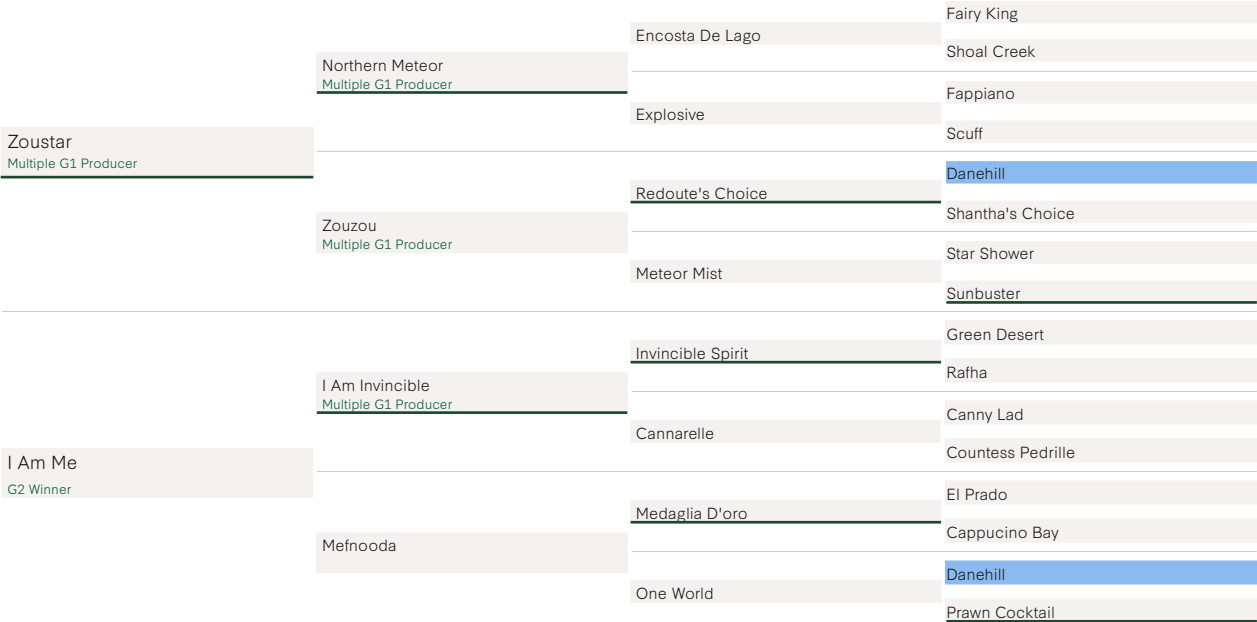 Zoustar
Multiple G1 Producer
I Am Me
G2 Winner
Northern Meteor
Multiple G1 Producer
Zouzou
Multiple G1 Producer
I Am Invincible
Multiple G1 Producer
Mefnooda
Encosta De Lago
Explosive
Redoute's Choice
Meteor Mist
Invincible Spirit
Cannarelle
Medaglia D'oro
One World
Fairy King
Shoal Creek
Fappiano
Scuff
Danehill
Shantha's Choice
Star Shower
Sunbuster
Green Desert
Rafha
Canny Lad
Countess Pedrille
El Prado
Cappucino Bay
Danehill
Prawn Cocktail